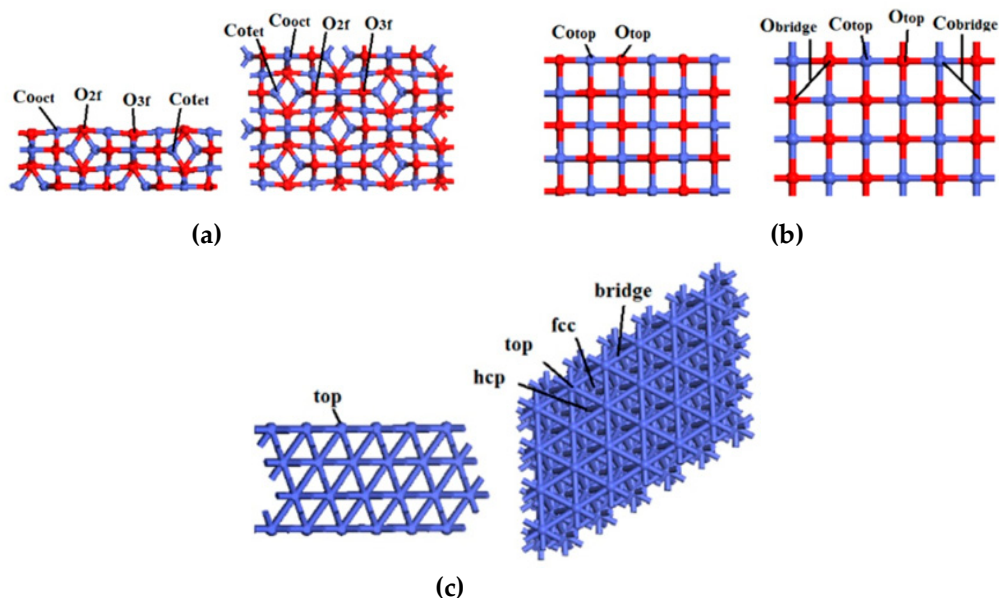 Cooct O2f O3f Cotet
Cotet Cooct O2f O3f
Cotop Otop
Obridge Cotop Otop Cobridge
(a)
(b)
top
hcp top fcc bridge
(c)